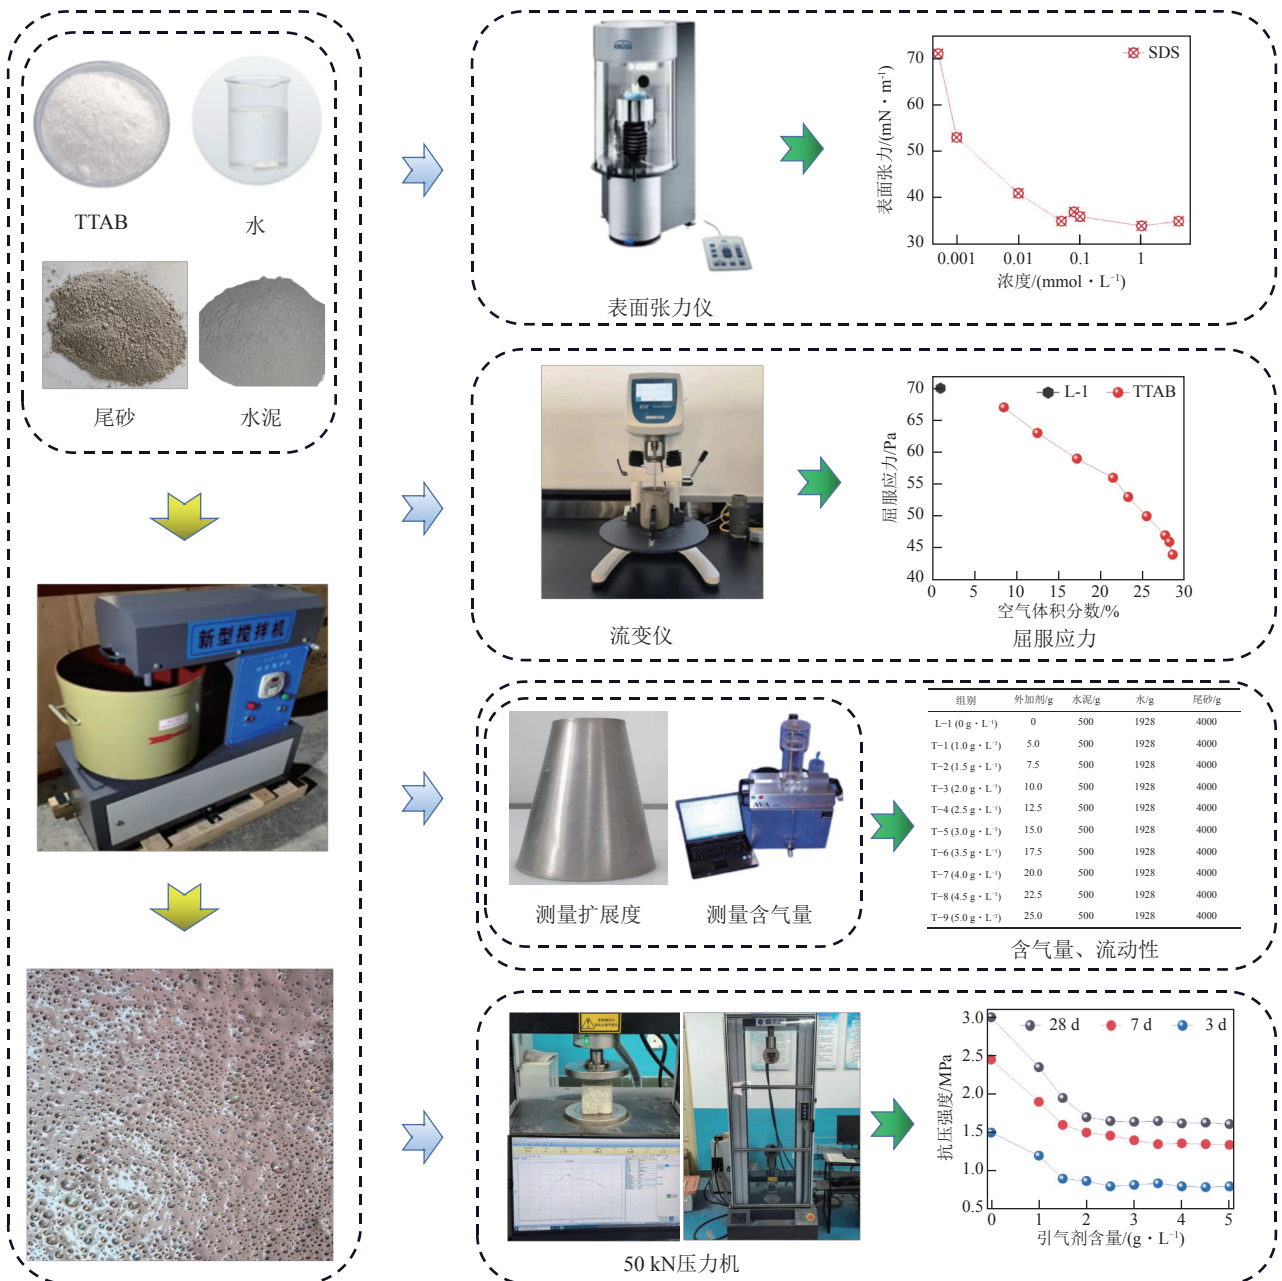 TTAB
水
尾砂
水泥
新型搅拌机
KRÜSS
表面张力仪
表面张力/(mN·m⁻¹)
70
60
50
40
30
SDS
0.001
0.01
0.1
1
浓度/(mmol·L⁻¹)
流变仪
屈服应力/Pa
70
65
60
55
50
45
40
L-1
TTAB
0
5
10
15
20
25
30
空气体积分数/%
屈服应力
AVA
测量扩展度
测量含气量
组别 外加剂/g 水泥/g 水/g 尾砂/g
L−1 (0 g·L⁻¹) 0 500 1928 4000
T−1 (1.0 g·L⁻¹) 5.0 500 1928 4000
T−2 (1.5 g·L⁻¹) 7.5 500 1928 4000
T−3 (2.0 g·L⁻¹) 10.0 500 1928 4000
T−4 (2.5 g·L⁻¹) 12.5 500 1928 4000
T−5 (3.0 g·L⁻¹) 15.0 500 1928 4000
T−6 (3.5 g·L⁻¹) 17.5 500 1928 4000
T−7 (4.0 g·L⁻¹) 20.0 500 1928 4000
T−8 (4.5 g·L⁻¹) 22.5 500 1928 4000
T−9 (5.0 g·L⁻¹) 25.0 500 1928 4000
含气量、流动性
50 kN压力机
抗压强度/MPa
3.0
2.5
2.0
1.5
1.0
0.5
28 d
7 d
3 d
0
1
2
3
4
5
引气剂含量/(g·L⁻¹)